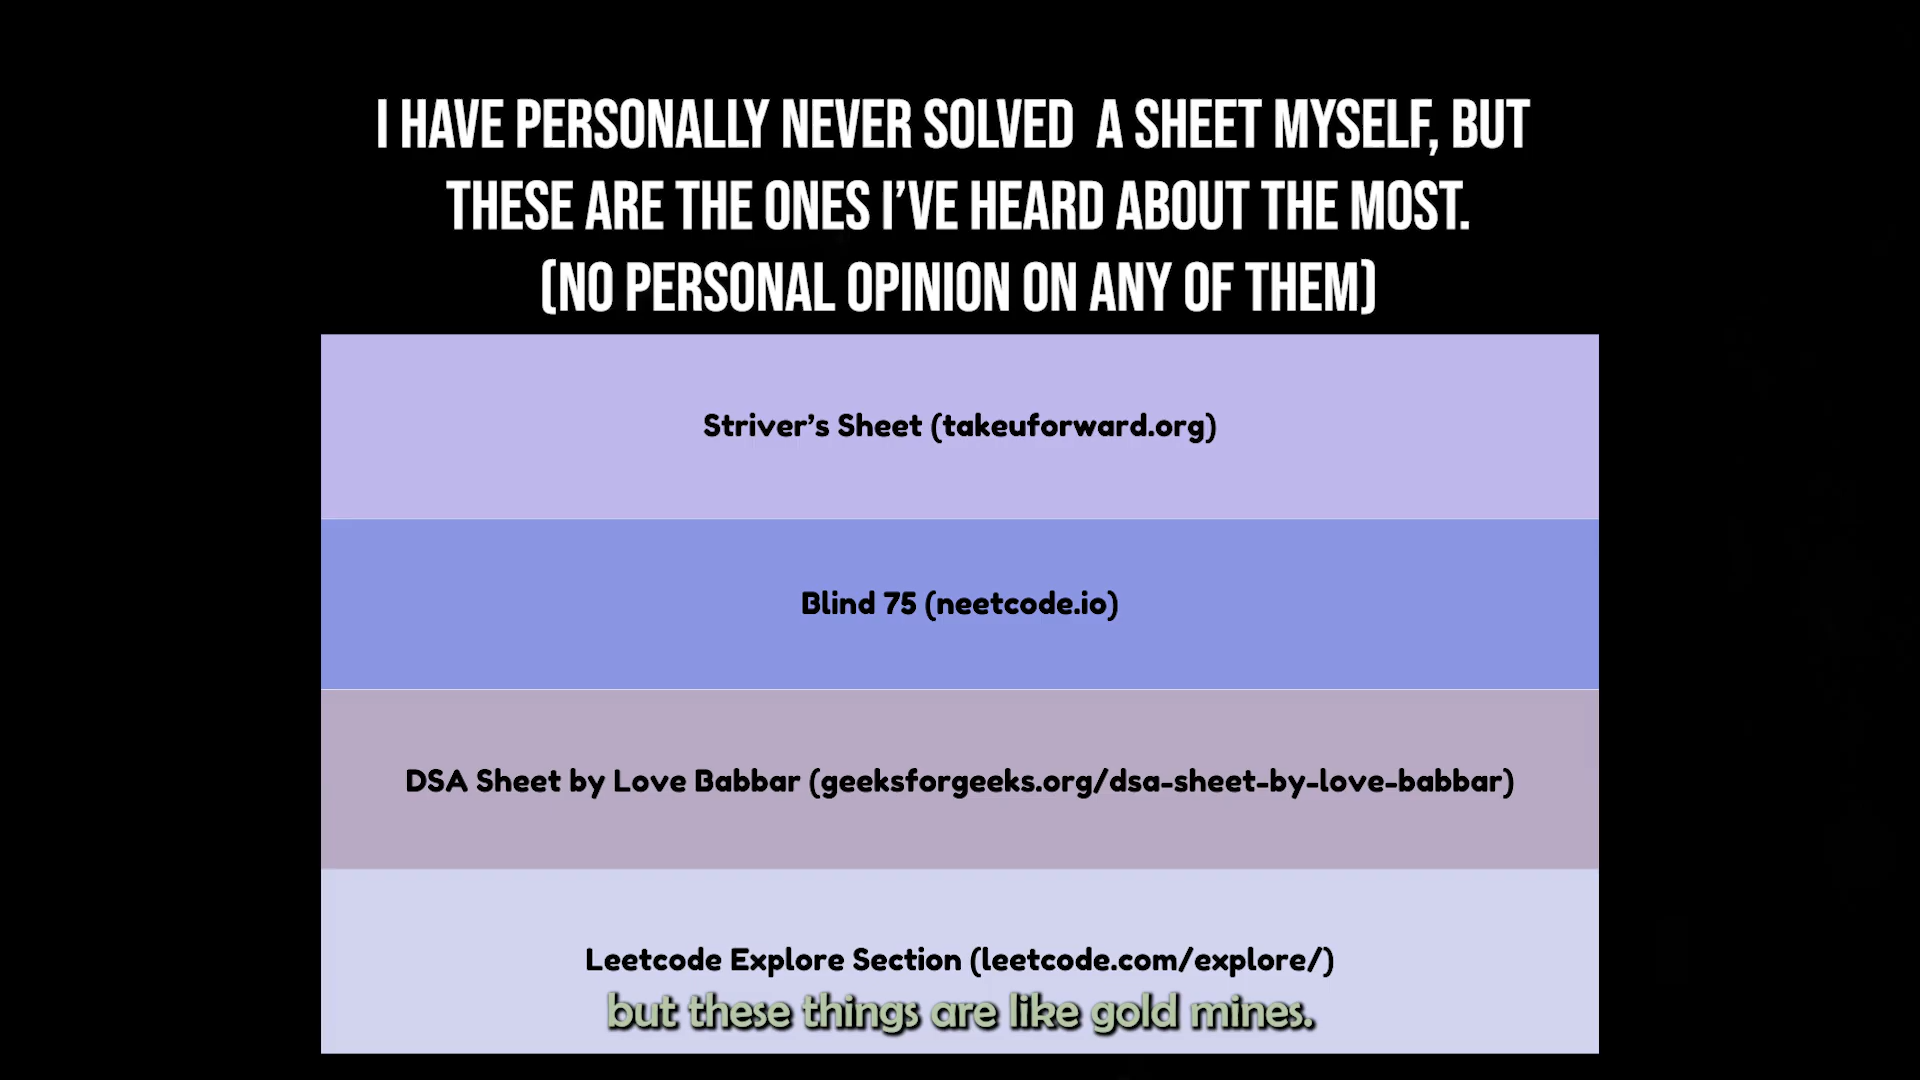 I HAVE PERSONALLY NEVER SOLVED A SHEET MYSELF, BUT
THESE ARE THE ONES I’VE HEARD ABOUT THE MOST.
(NO PERSONAL OPINION ON ANY OF THEM)
Striver’s Sheet (takeuforward.org)
Blind 75 (neetcode.io)
DSA Sheet by Love Babbar (geeksforgeeks.org/dsa-sheet-by-love-babbar)
Leetcode Explore Section (leetcode.com/explore/)
but these things are like gold mines.